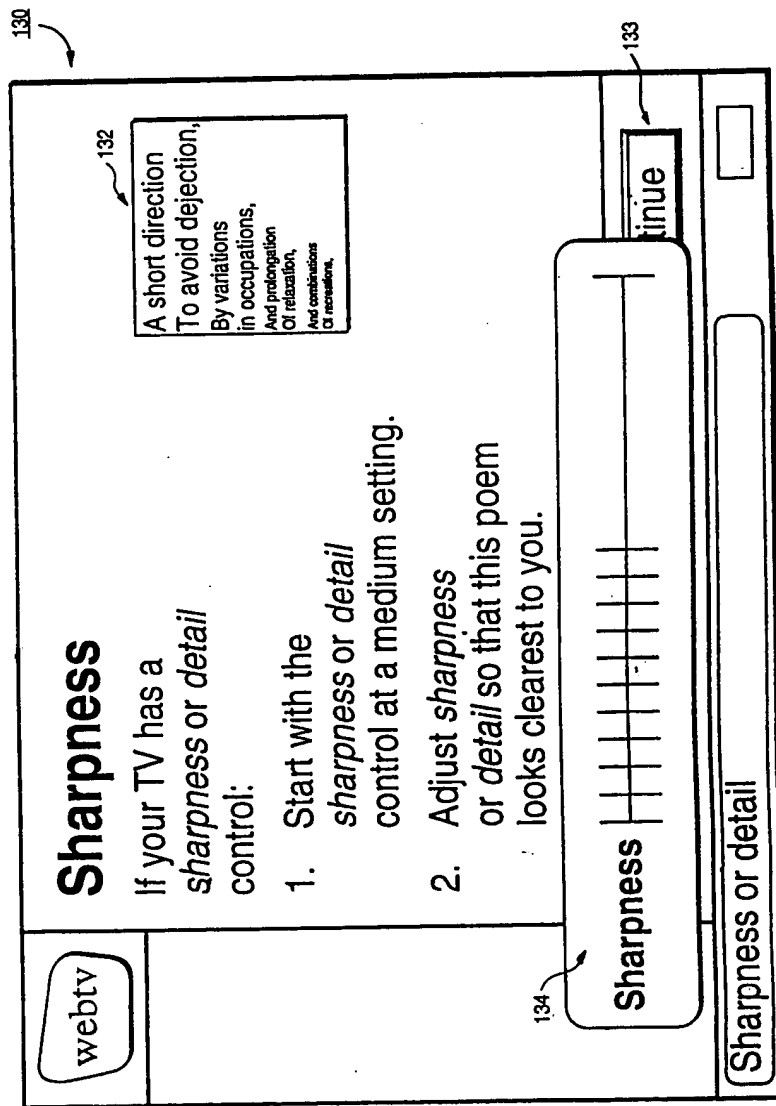 130
webtv
Sharpness
If your TV has a
sharpness or detail
control:
1. Start with the
sharpness or detail
control at a medium setting.
2. Adjust sharpness
or detail so that this poem
looks clearest to you.
132
A short direction
To avoid dejection,
By variations
in occupations,
And prolongation
Of relaxation,
And combinations
Of recreations,
134
Sharpness
tinue
133
Sharpness or detail